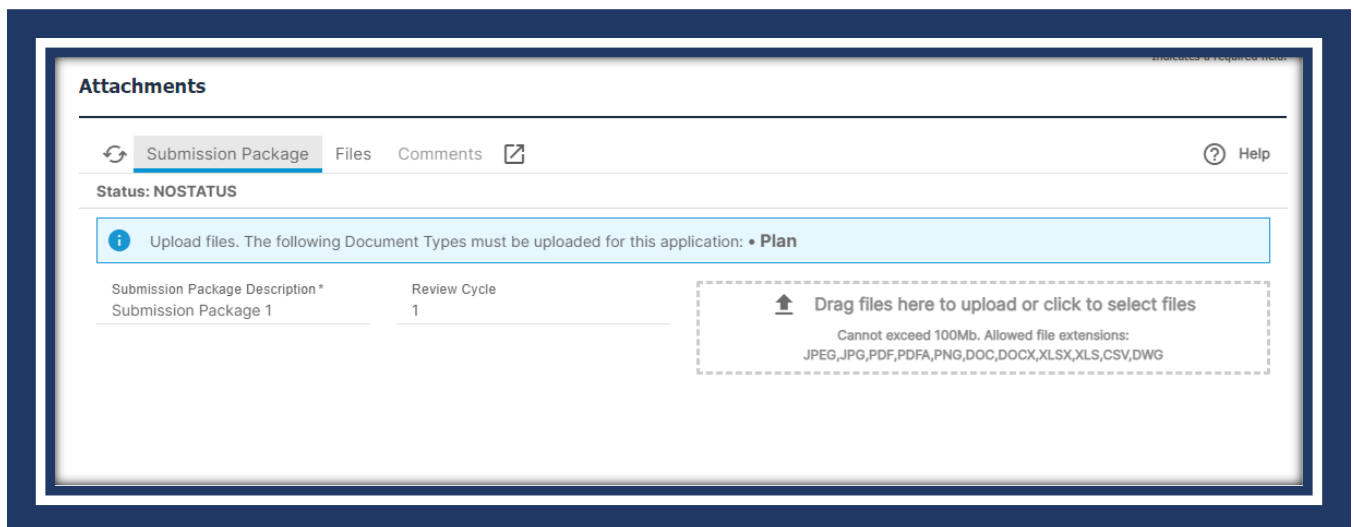 Indicates a required field.
Attachments
Submission Package Files Comments Help
Status: NOSTATUS
Upload files. The following Document Types must be uploaded for this application: • Plan
Submission Package Description * Review Cycle
Submission Package 1 1
Drag files here to upload or click to select files
Cannot exceed 100Mb. Allowed file extensions:
JPEG,JPG,PDF,PDFA,PNG,DOC,DOCX,XLSX,XLS,CSV,DWG